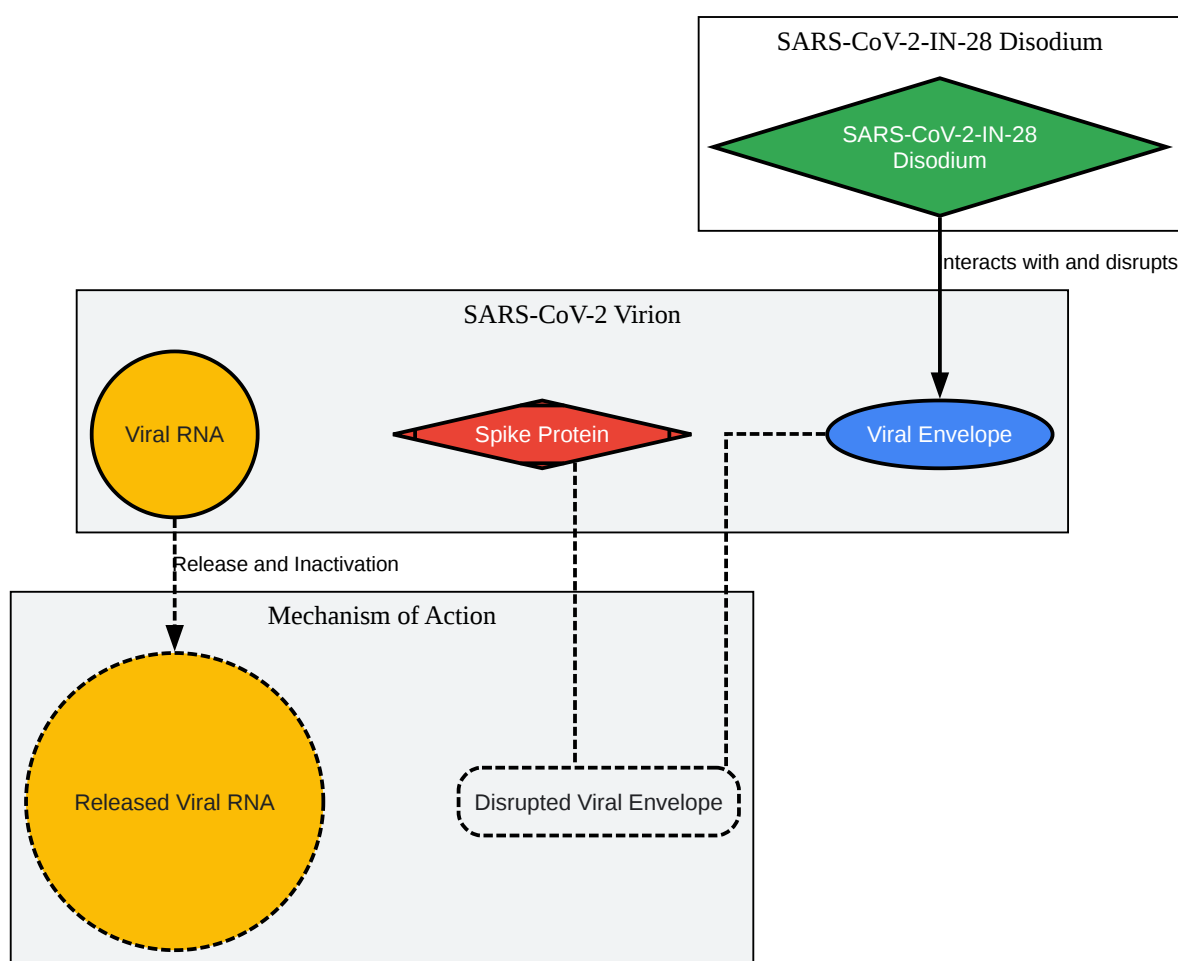 SARS-CoV-2-IN-28 Disodium
SARS-CoV-2-IN-28
Disodium
Interacts with and disrupts
SARS-CoV-2 Virion
Viral RNA
Spike Protein
Viral Envelope
Release and Inactivation
Mechanism of Action
Released Viral RNA
Disrupted Viral Envelope